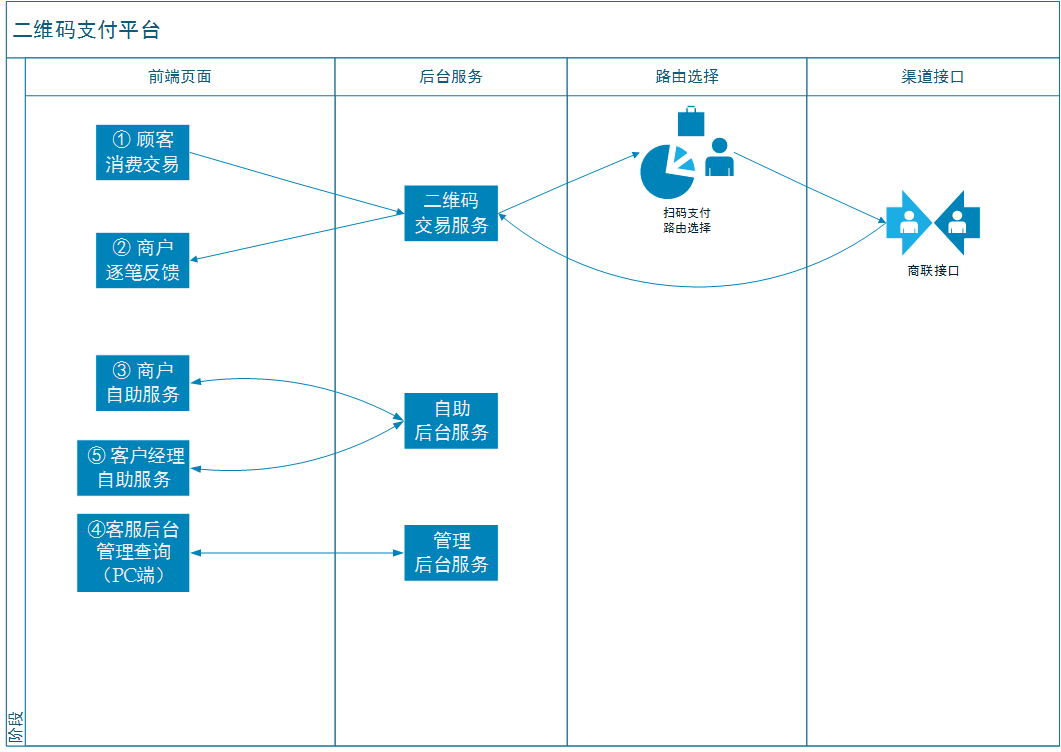 二维码支付平台
前端页面
后台服务
路由选择
渠道接口
① 顾客
消费交易
二维码
交易服务
扫码支付
路由选择
② 商户
逐笔反馈
商联接口
③ 商户
自助服务
自助
后台服务
⑤ 客户经理
自助服务
④客服后台
管理查询
（PC端）
管理
后台服务
阶段